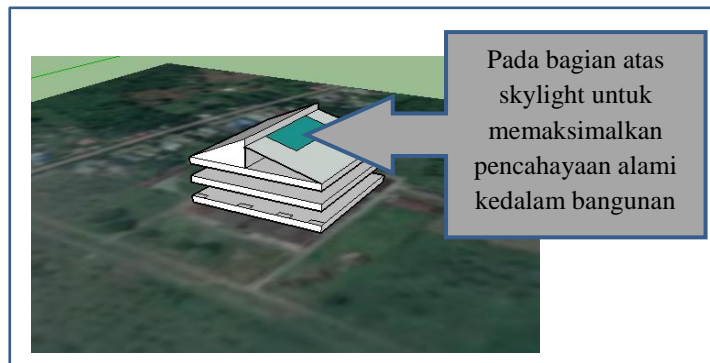 Pada bagian atas
skylight untuk
memaksimalkan
pencahayaan alami
kedalam bangunan